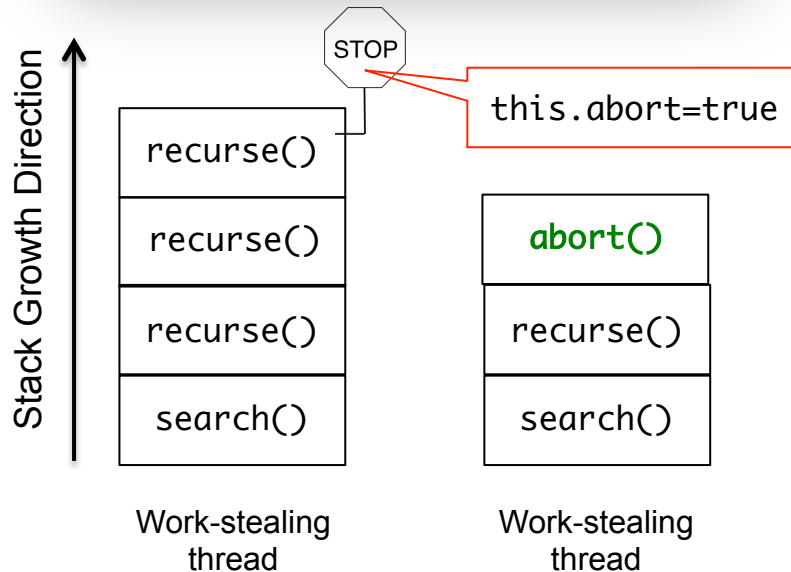 STOP
this.abort=true
Stack Growth Direction
recurse()
recurse()
recurse()
search()
Work-stealing
thread
abort()
recurse()
search()
Work-stealing
thread